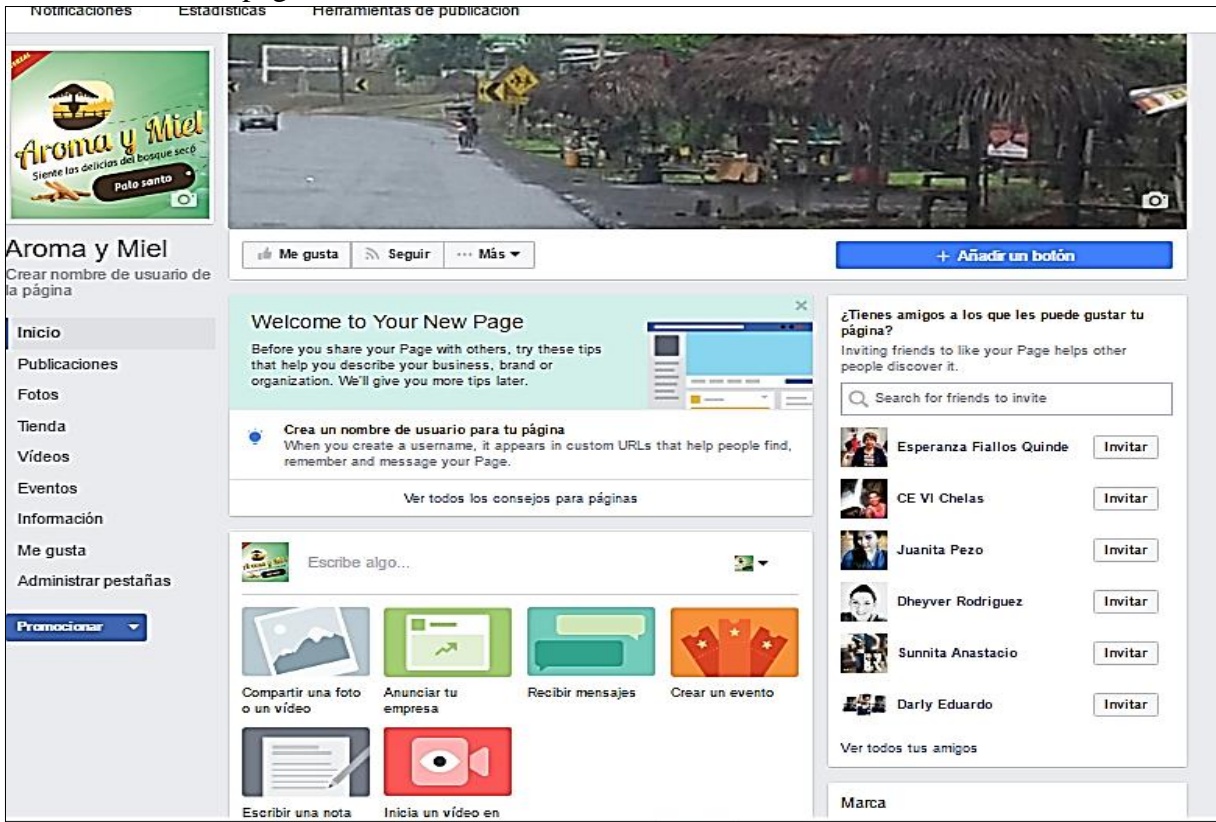 Notificaciones Estadísticas Herramientas de publicación
Aroma y Miel
Siente las delicias del bosque seco
Palo santo
Aroma y Miel
Crear nombre de usuario de
la página
Inicio
Publicaciones
Fotos
Tienda
Vídeos
Eventos
Información
Me gusta
Administrar pestañas
Promocionar
Me gusta Seguir ··· Más
+ Añadir un botón
Welcome to Your New Page
Before you share your Page with others, try these tips
that help you describe your business, brand or
organization. We'll give you more tips later.
Crea un nombre de usuario para tu página
When you create a username, it appears in custom URLs that help people find,
remember and message your Page.
Ver todos los consejos para páginas
Escribe algo...
Compartir una foto
o un vídeo
Anunciar tu
empresa
Recibir mensajes
Crear un evento
Escribir una nota
Inicia un vídeo en
¿Tienes amigos a los que les puede gustar tu
página?
Inviting friends to like your Page helps other
people discover it.
Search for friends to invite
Esperanza Fiallos Quinde Invitar
CE VI Chelas Invitar
Juanita Pezo Invitar
Dheyver Rodriguez Invitar
Sunnita Anastacio Invitar
Darly Eduardo Invitar
Ver todos tus amigos
Marca